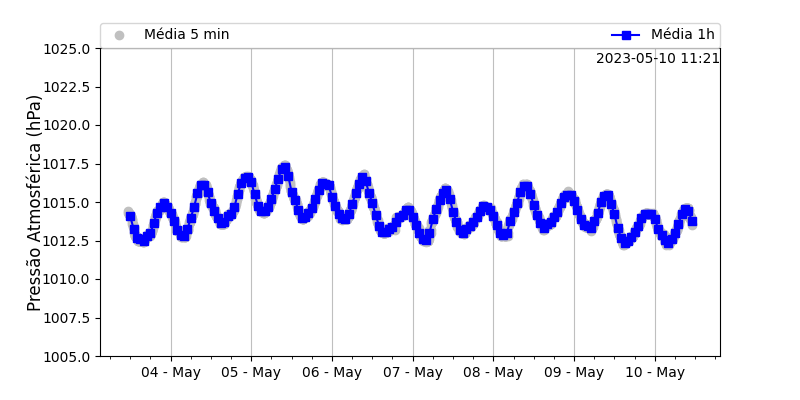 Média 5 min
Média 1h
2023-05-10 11:21
Pressão Atmosférica (hPa)
1025.0
1022.5
1020.0
1017.5
1015.0
1012.5
1010.0
1007.5
1005.0
04 - May
05 - May
06 - May
07 - May
08 - May
09 - May
10 - May